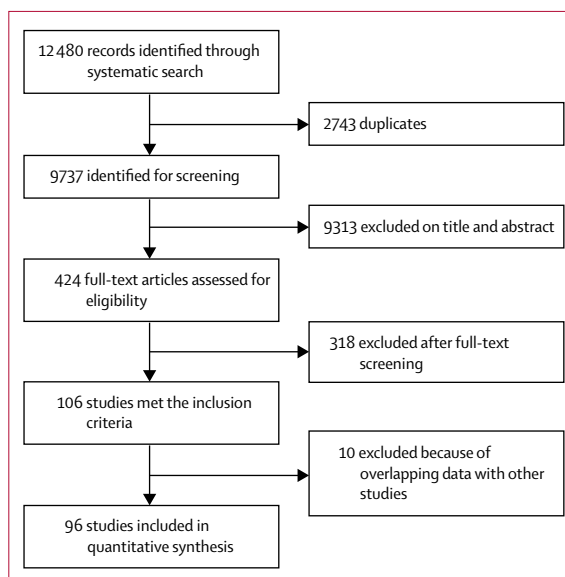 12 480 records identified through
systematic search
2743 duplicates
9737 identified for screening
9313 excluded on title and abstract
424 full-text articles assessed for
eligibility
318 excluded after full-text
screening
106 studies met the inclusion
criteria
10 excluded because of
overlapping data with other
studies
96 studies included in
quantitative synthesis